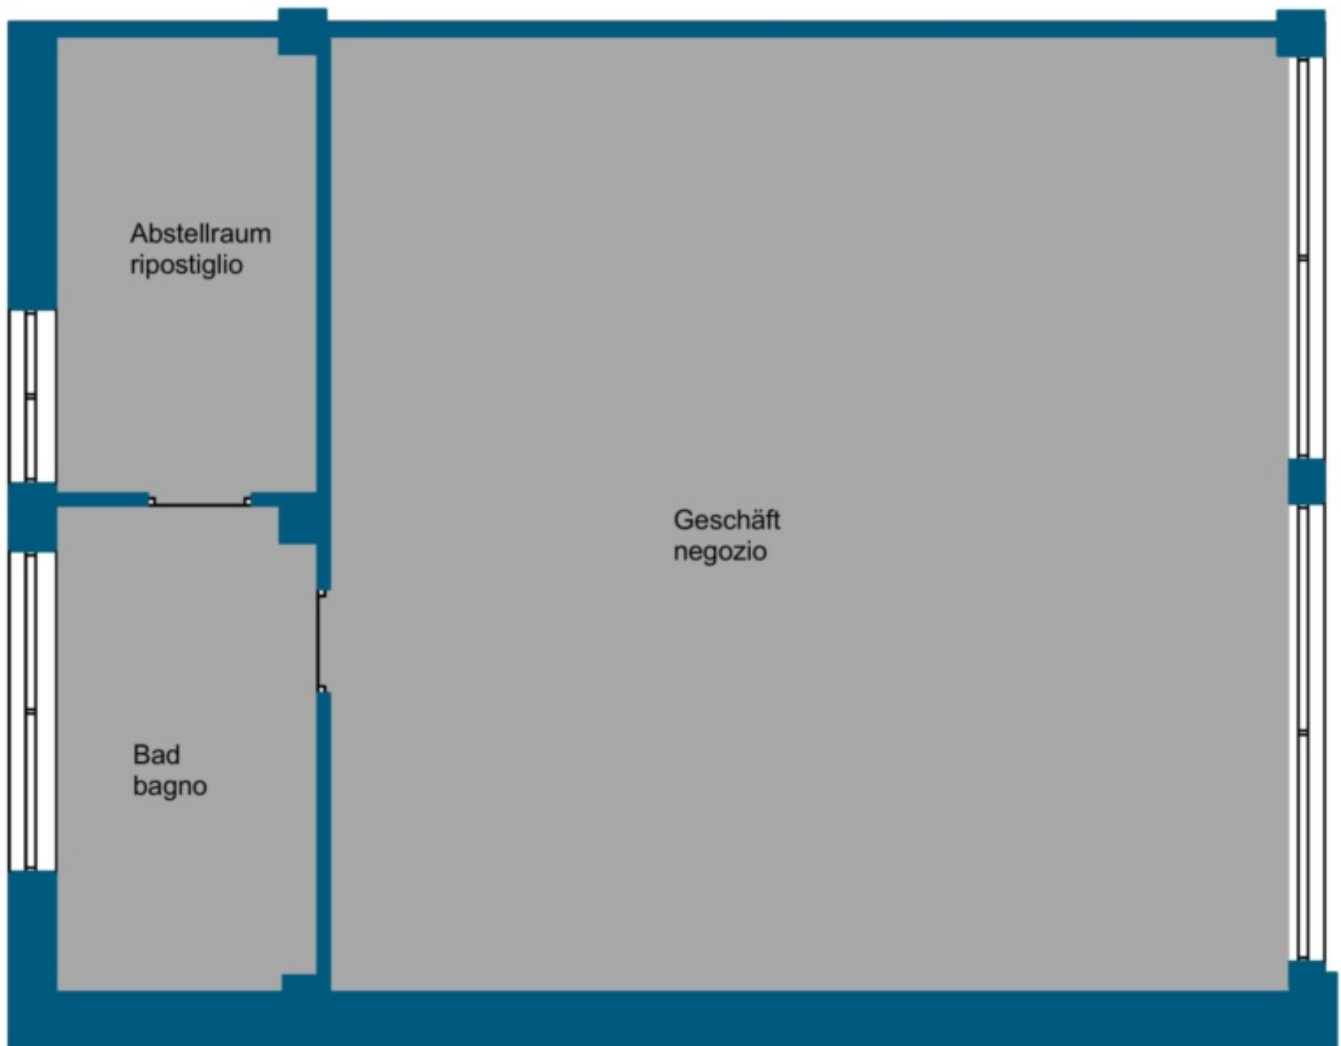 Abstellraum
ripostiglio
Geschäft
negozio
Bad
bagno